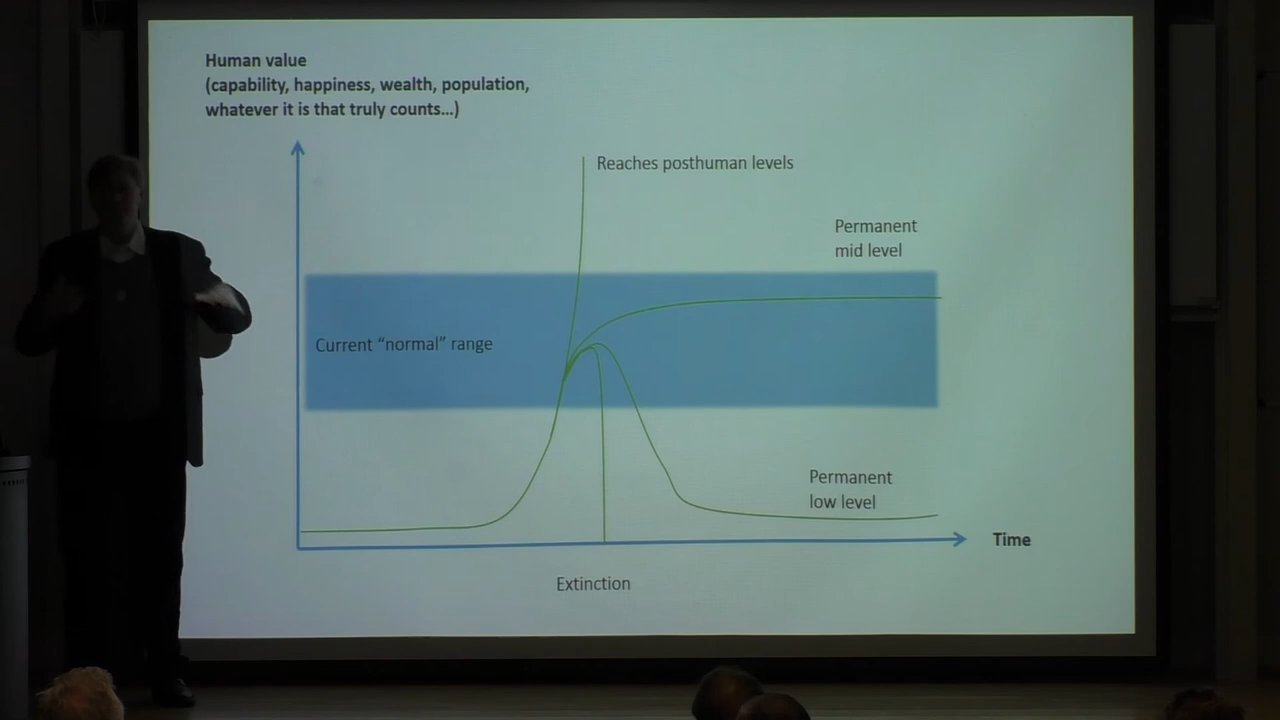 Human value
(capability, happiness, wealth, population,
whatever it is that truly counts...)
Reaches posthuman levels
Permanent
mid level
Current “normal” range
Permanent
low level
Time
Extinction